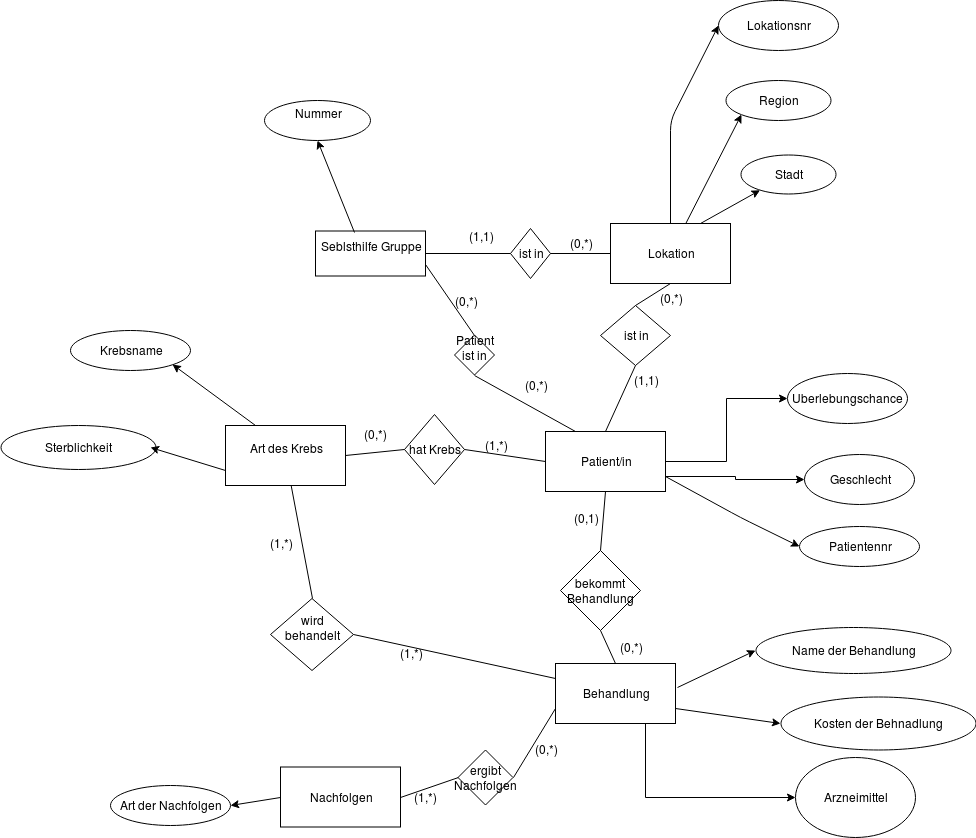 Lokationsnr
Region
Nummer
Stadt
Seblsthilfe Gruppe
(1,1)
ist in
(0,*)
Lokation
(0,*)
(0,*)
Patient
ist in
ist in
Krebsname
(0,*)
(1,1)
Überlebungschance
Sterblichkeit
Art des Krebs
(0,*)
hat Krebs
(1,*)
Patient/in
Geschlecht
(0,1)
Patientennr
(1,*)
bekommt
Behandlung
wird
behandelt
(1,*)
(0,*)
Name der Behandlung
Behandlung
Kosten der Behnadlung
(0,*)
ergibt
Nachfolgen
(1,*)
Nachfolgen
Art der Nachfolgen
Arzneimittel